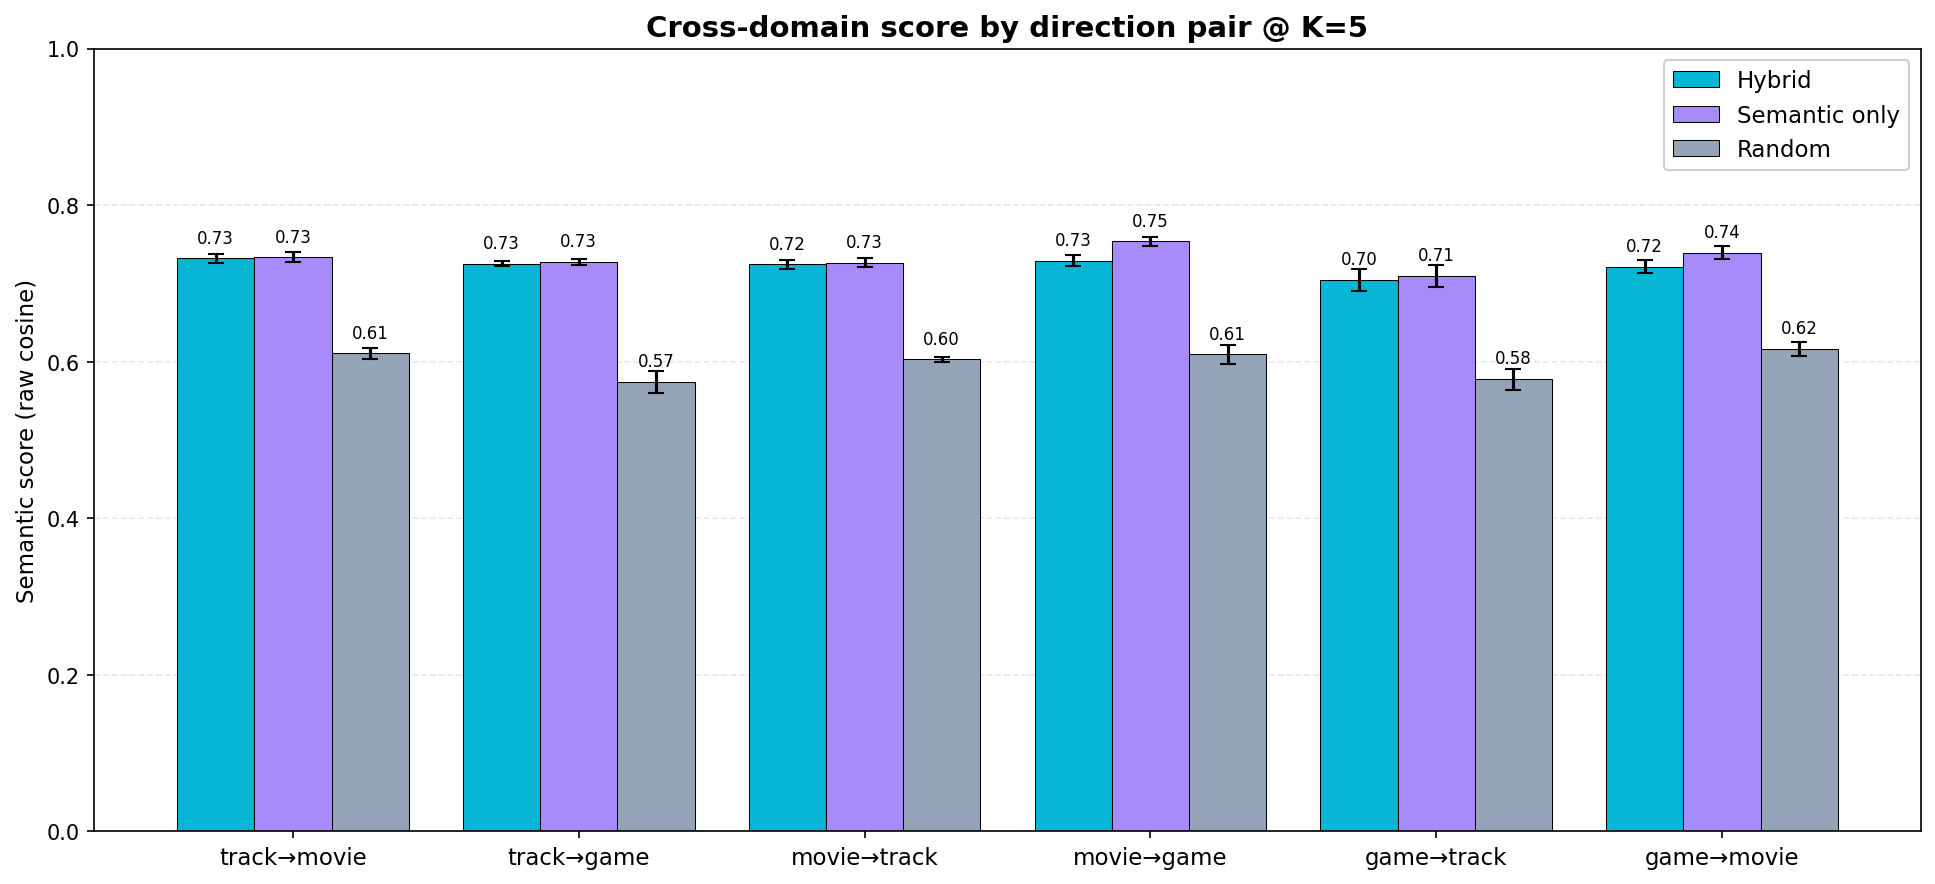 Cross-domain score by direction pair @ K=5
Semantic score (raw cosine)
1.0
0.8
0.6
0.4
0.2
0.0
Hybrid
Semantic only
Random
0.73 0.73 0.61
0.73 0.73 0.57
0.72 0.73 0.60
0.73 0.75 0.61
0.70 0.71 0.58
0.72 0.74 0.62
track→movie track→game movie→track movie→game game→track game→movie